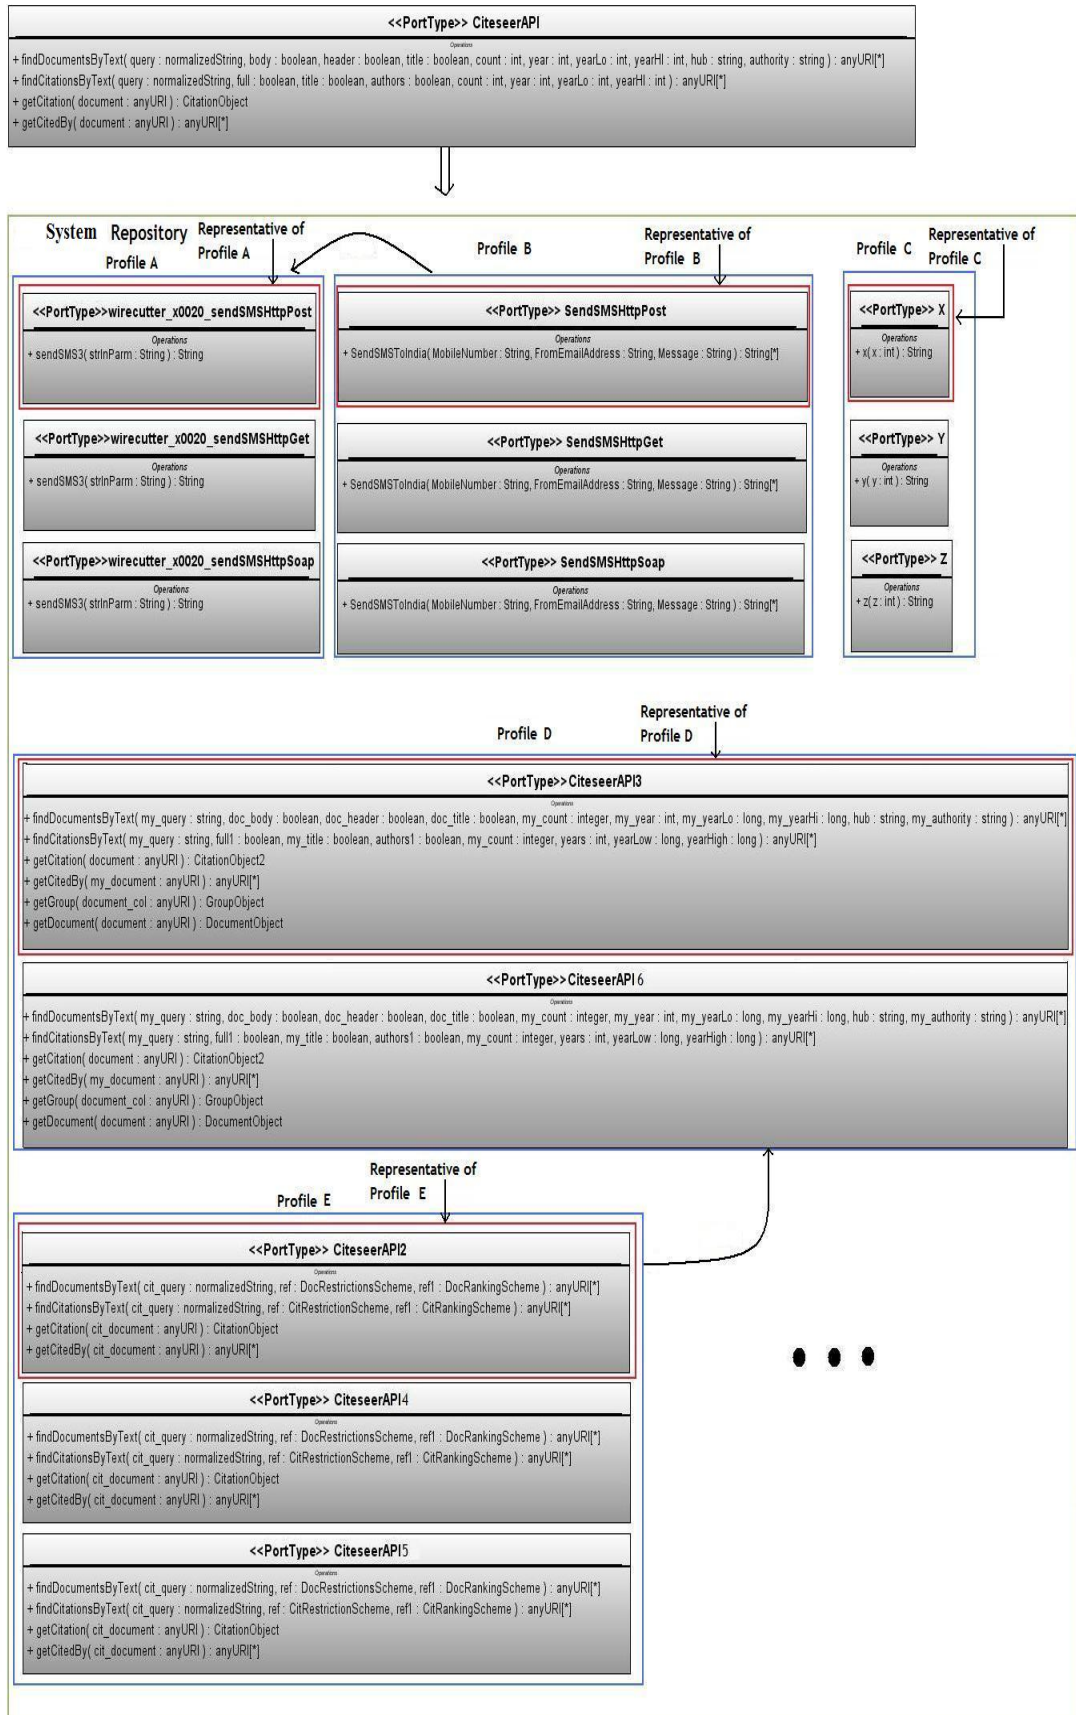 <<PortType>> CiteseerAPI
Operations
+ findDocumentsByText( query : normalizedString, body : boolean, header : boolean, title : boolean, count : int, year : int, yearLo : int, yearHI : int, hub : string, authority : string ) : anyURI[*]
+ findCitationsByText( query : normalizedString, full : boolean, title : boolean, authors : boolean, count : int, year : int, yearLo : int, yearHI : int ) : anyURI[*]
+ getCitation( document : anyURI ) : CitationObject
+ getCitedBy( document : anyURI ) : anyURI[*]
System Repository
Profile A
Representative of
Profile A
Profile B
Representative of
Profile B
Profile C
Representative of
Profile C
<<PortType>>wirecutter_x0020_sendSMSHttpPost
Operations
+ sendSMS3( strInParm : String ) : String
<<PortType>>wirecutter_x0020_sendSMSHttpGet
Operations
+ sendSMS3( strInParm : String ) : String
<<PortType>>wirecutter_x0020_sendSMSHttpSoap
Operations
+ sendSMS3( strInParm : String ) : String
<<PortType>> SendSMSHttpPost
Operations
+ SendSMSToIndia( MobileNumber : String, FromEmailAddress : String, Message : String ) : String[*]
<<PortType>> SendSMSHttpGet
Operations
+ SendSMSToIndia( MobileNumber : String, FromEmailAddress : String, Message : String ) : String[*]
<<PortType>> SendSMSHttpSoap
Operations
+ SendSMSToIndia( MobileNumber : String, FromEmailAddress : String, Message : String ) : String[*]
<<PortType>> X
Operations
+ x( x : int ) : String
<<PortType>> Y
Operations
+ y( y : int ) : String
<<PortType>> Z
Operations
+ z( z : int ) : String
Profile D
Representative of
Profile D
<<PortType>>CiteseerAPI3
Operations
+ findDocumentsByText( my_query : string, doc_body : boolean, doc_header : boolean, doc_title : boolean, my_count : integer, my_year : int, my_yearLo : long, my_yearHi : long, hub : string, my_authority : string ) : anyURI[*]
+ findCitationsByText( my_query : string, full1 : boolean, my_title : boolean, authors1 : boolean, my_count : integer, years : int, yearLow : long, yearHigh : long ) : anyURI[*]
+ getCitation( document : anyURI ) : CitationObject2
+ getCitedBy( my_document : anyURI ) : anyURI[*]
+ getGroup( document_col : anyURI ) : GroupObject
+ getDocument( document : anyURI ) : DocumentObject
<<PortType>>CiteseerAPI6
Operations
+ findDocumentsByText( my_query : string, doc_body : boolean, doc_header : boolean, doc_title : boolean, my_count : integer, my_year : int, my_yearLo : long, my_yearHi : long, hub : string, my_authority : string ) : anyURI[*]
+ findCitationsByText( my_query : string, full1 : boolean, my_title : boolean, authors1 : boolean, my_count : integer, years : int, yearLow : long, yearHigh : long ) : anyURI[*]
+ getCitation( document : anyURI ) : CitationObject2
+ getCitedBy( my_document : anyURI ) : anyURI[*]
+ getGroup( document_col : anyURI ) : GroupObject
+ getDocument( document : anyURI ) : DocumentObject
Profile E
Representative of
Profile E
<<PortType>> CiteseerAPI2
Operations
+ findDocumentsByText( cit_query : normalizedString, ref : DocRestrictionsScheme, ref1 : DocRankingScheme ) : anyURI[*]
+ findCitationsByText( cit_query : normalizedString, ref : CitRestrictionScheme, ref1 : CitRankingScheme ) : anyURI[*]
+ getCitation( cit_document : anyURI ) : CitationObject
+ getCitedBy( cit_document : anyURI ) : anyURI[*]
<<PortType>> CiteseerAPI4
Operations
+ findDocumentsByText( cit_query : normalizedString, ref : DocRestrictionsScheme, ref1 : DocRankingScheme ) : anyURI[*]
+ findCitationsByText( cit_query : normalizedString, ref : CitRestrictionScheme, ref1 : CitRankingScheme ) : anyURI[*]
+ getCitation( cit_document : anyURI ) : CitationObject
+ getCitedBy( cit_document : anyURI ) : anyURI[*]
<<PortType>> CiteseerAPI5
Operations
+ findDocumentsByText( cit_query : normalizedString, ref : DocRestrictionsScheme, ref1 : DocRankingScheme ) : anyURI[*]
+ findCitationsByText( cit_query : normalizedString, ref : CitRestrictionScheme, ref1 : CitRankingScheme ) : anyURI[*]
+ getCitation( cit_document : anyURI ) : CitationObject
+ getCitedBy( cit_document : anyURI ) : anyURI[*]